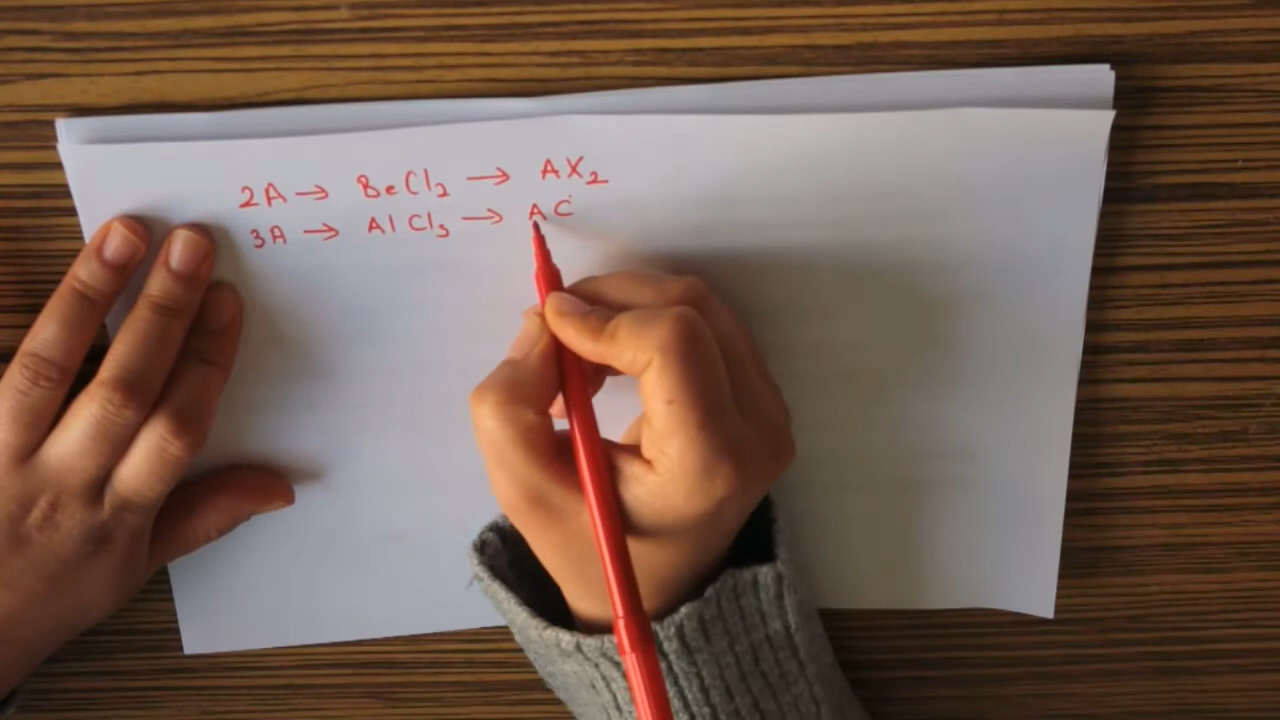 2A → BeCl₂ → AX₂
3A → AlCl₃ → AC